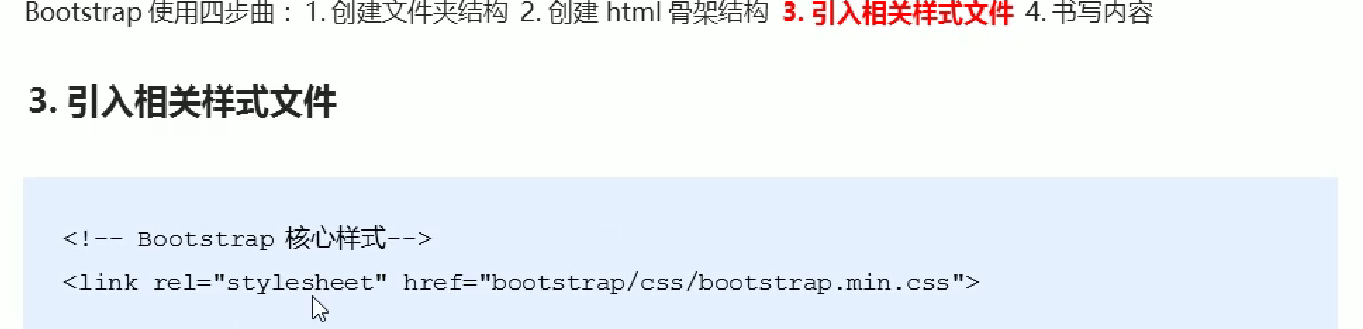 Bootstrap 使用四步曲： 1. 创建文件夹结构 2. 创建 html 骨架结构 3. 引入相关样式文件 4. 书写内容
3. 引入相关样式文件
<!-- Bootstrap 核心样式-->
<link rel="stylesheet" href="bootstrap/css/bootstrap.min.css">